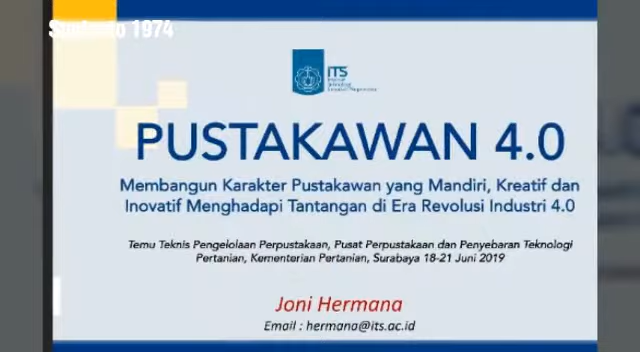 1974
ITS
PUSTAKAWAN 4.0
Membangun Karakter Pustakawan yang Mandiri, Kreatif dan
Inovatif Menghadapi Tantangan di Era Revolusi Industri 4.0
Temu Teknis Pengelolaan Perpustakaan, Pusat Perpustakaan dan Penyebaran Teknologi
Pertanian, Kementerian Pertanian, Surabaya 18-21 Juni 2019
Joni Hermana
Email : hermana@its.ac.id